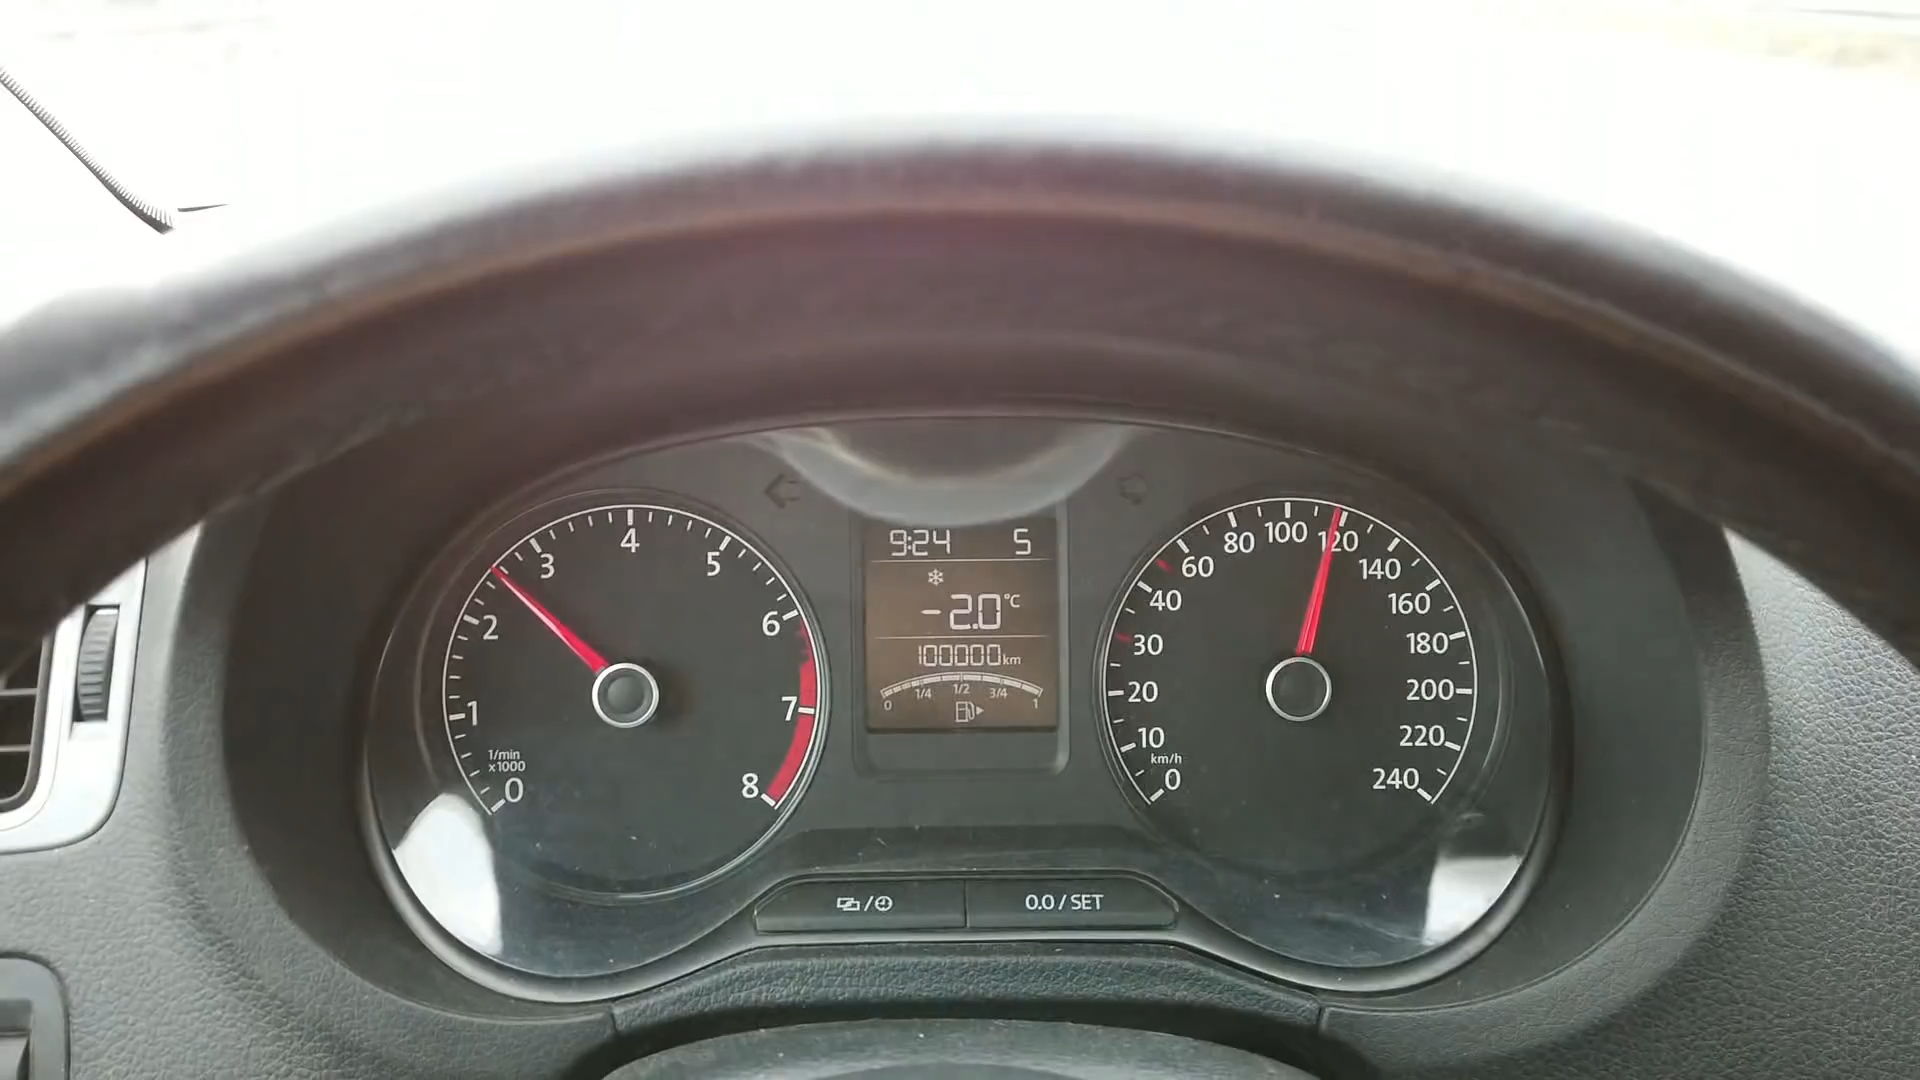 9:24 5
-2.0°C
100000km
0 1/4 1/2 3/4 1
0 1 2 3 4 5 6 7 8
1/min
x1000
0 10 20 30 40 60 80 100 120 140 160 180 200 220 240
km/h
0.0 / SET